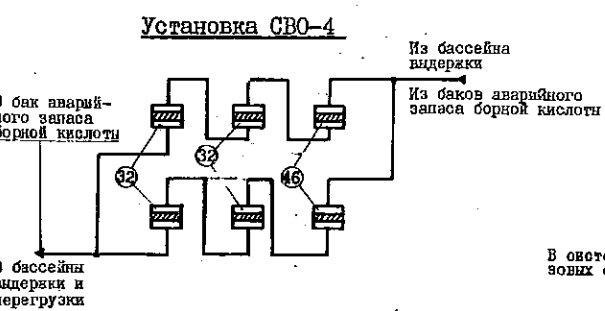 Установка СВО-4
Из бассейна
выдержки
Из баков аварийного
запаса борной кислоты
бак аварий-
ного запаса
борной кислоты
32
32
46
бассейны
выдержки и
перегрузки
В